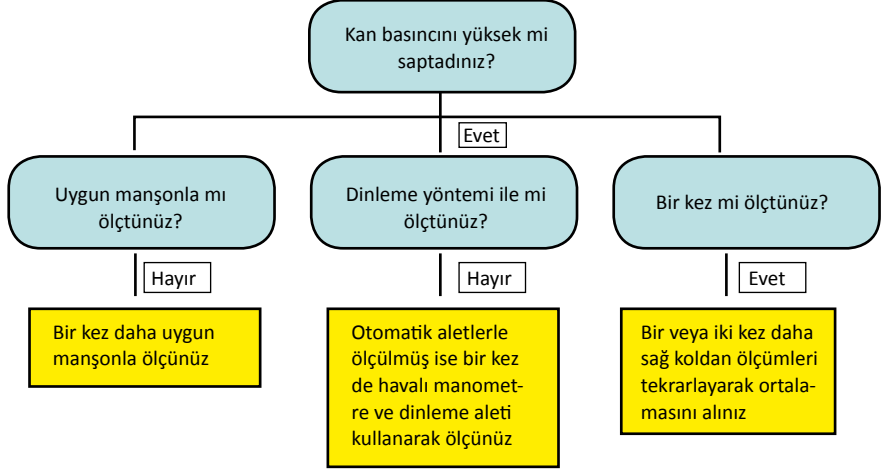 Kan basıncını yüksek mi
saptadınız?
Evet
Uygun manşonla mı
ölçtünüz?
Dinleme yöntemi ile mi
ölçtünüz?
Bir kez mi ölçtünüz?
Hayır
Hayır
Evet
Bir kez daha uygun
manşonla ölçünüz
Otomatik aletlerle
ölçülmüş ise bir kez
de havalı manomet-
re ve dinleme aleti
kullanarak ölçünüz
Bir veya iki kez daha
sağ koldan ölçümleri
tekrarlayarak ortala-
masını alınız